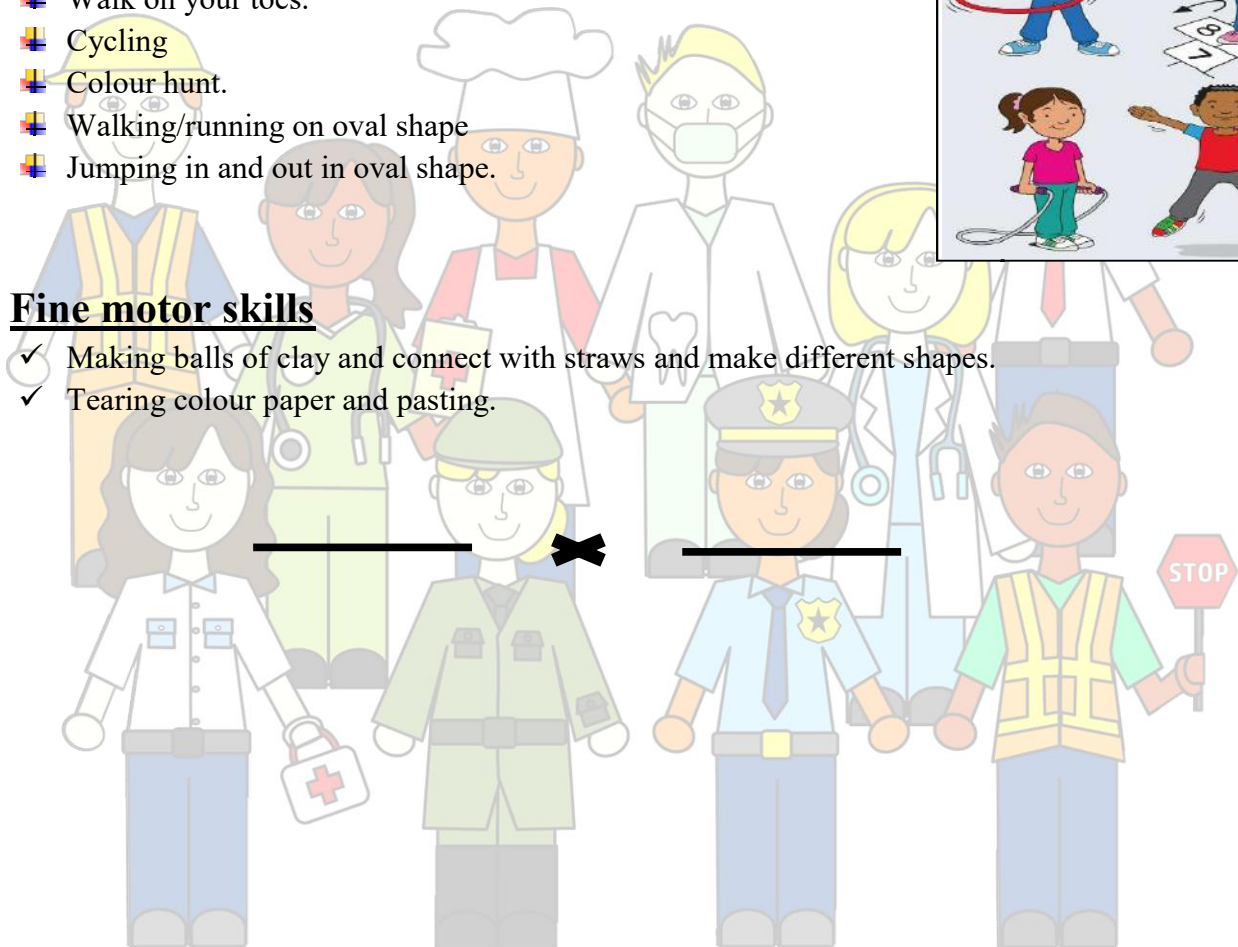 Walk on your toes.
Cycling
Colour hunt.
Walking/running on oval shape
Jumping in and out in oval shape.
8
7
Fine motor skills
✓ Making balls of clay and connect with straws and make different shapes.
✓ Tearing colour paper and pasting.
STOP